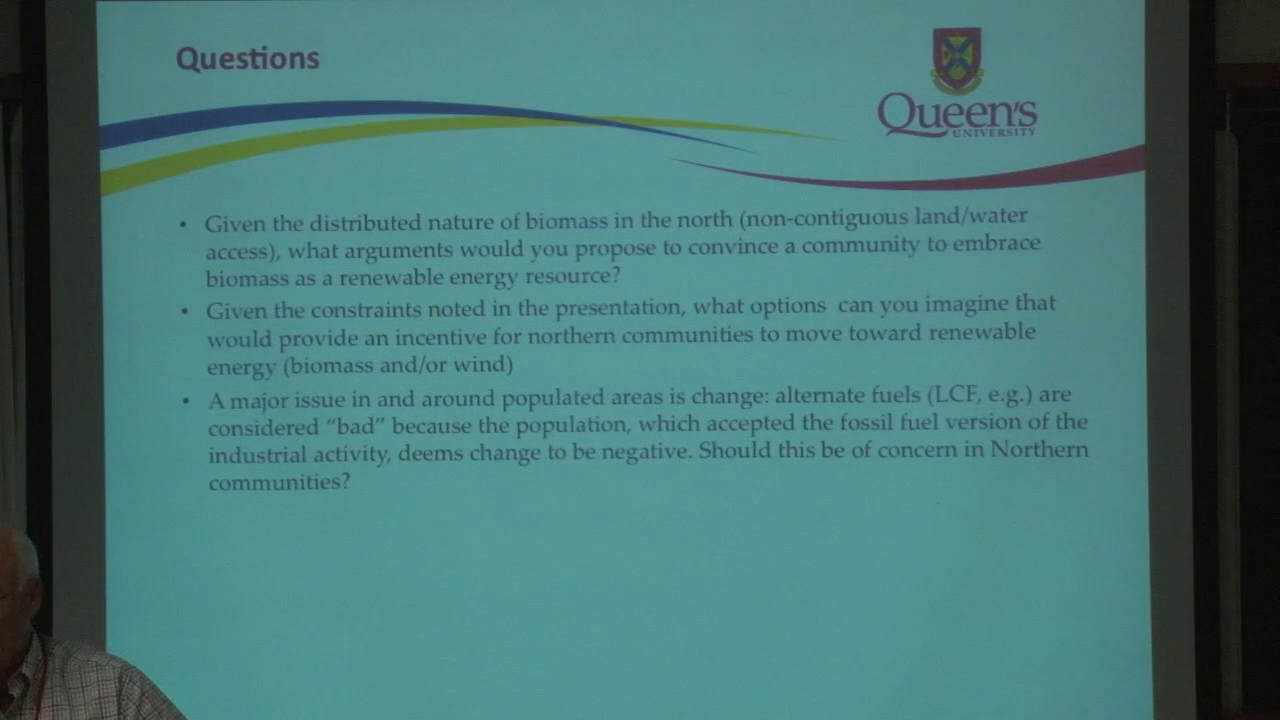 Questions
Queen's
UNIVERSITY
• Given the distributed nature of biomass in the north (non-contiguous land/water
access), what arguments would you propose to convince a community to embrace
biomass as a renewable energy resource?
• Given the constraints noted in the presentation, what options can you imagine that
would provide an incentive for northern communities to move toward renewable
energy (biomass and/or wind)
• A major issue in and around populated areas is change: alternate fuels (LCF, e.g.) are
considered “bad” because the population, which accepted the fossil fuel version of the
industrial activity, deems change to be negative. Should this be of concern in Northern
communities?